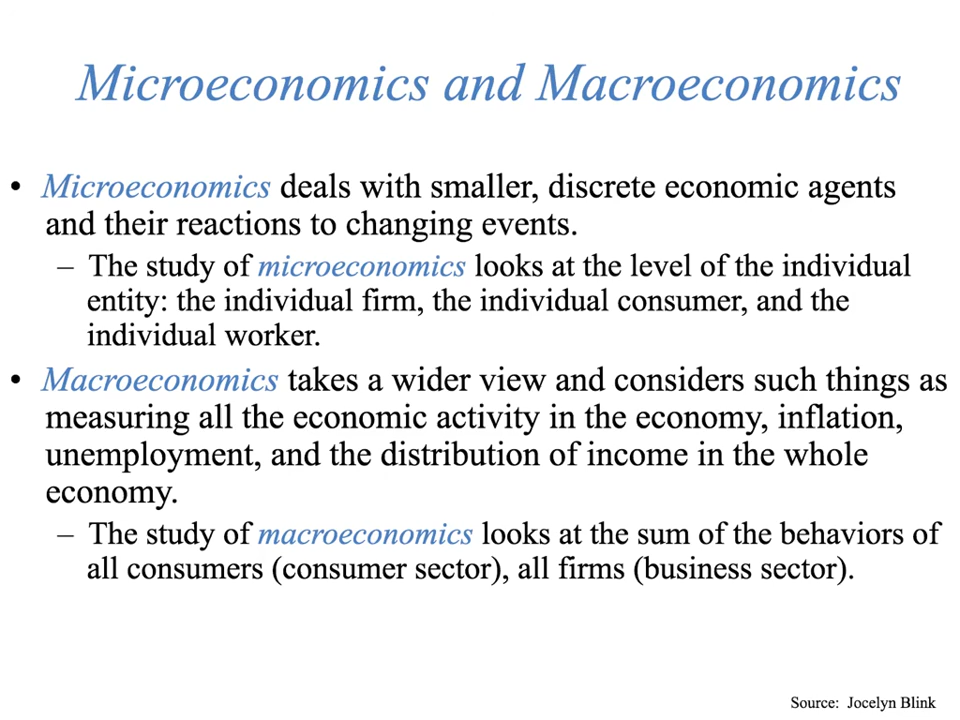 Microeconomics and Macroeconomics
• Microeconomics deals with smaller, discrete economic agents
and their reactions to changing events.
– The study of microeconomics looks at the level of the individual
entity: the individual firm, the individual consumer, and the
individual worker.
• Macroeconomics takes a wider view and considers such things as
measuring all the economic activity in the economy, inflation,
unemployment, and the distribution of income in the whole
economy.
– The study of macroeconomics looks at the sum of the behaviors of
all consumers (consumer sector), all firms (business sector).
Source: Jocelyn Blink